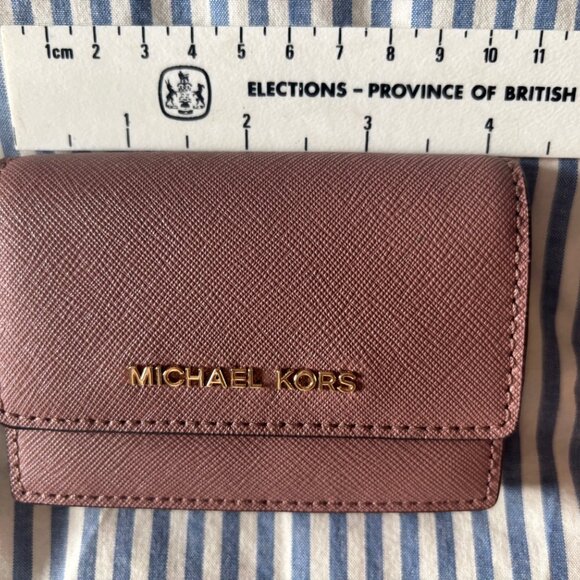 1cm 2 3 4 5 6 7 8 9 10 11
ELECTIONS – PROVINCE OF BRITISH
1 2 3 4
MICHAEL KORS